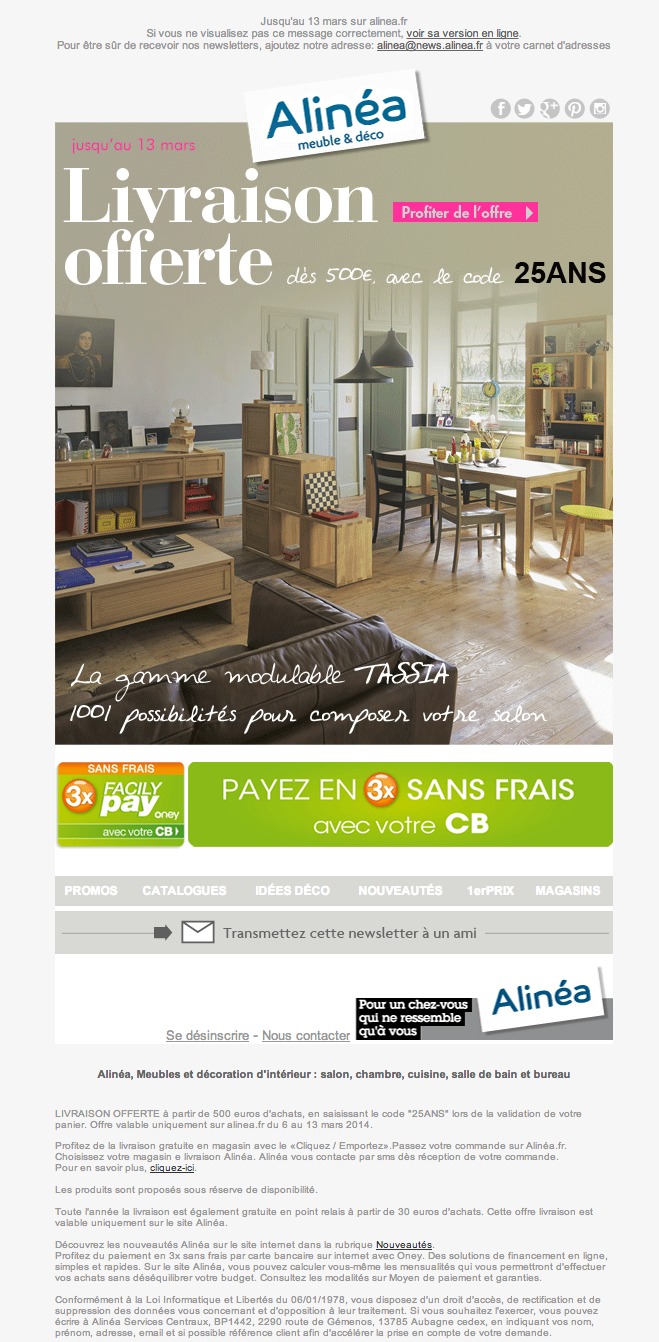 Jusqu'au 13 mars sur alinea.fr
Si vous ne visualisez pas ce message correctement, voir sa version en ligne.
Pour être sûr de recevoir nos newsletters, ajoutez notre adresse: alinea@news.alinea.fr à votre carnet d'adresses
Alinéa
meuble & déco
jusqu'au 13 mars
Livraison
Profiter de l'offre
offerte dès 500€, avec le code 25ANS
La gamme modulable TASSIA
1001 possibilités pour composer votre salon
SANS FRAIS
3x FACILY
pay
oney
avec votre CB
PAYEZ EN 3x SANS FRAIS
avec votre CB
PROMOS CATALOGUES IDÉES DÉCO NOUVEAUTÉS 1erPRIX MAGASINS
Transmettez cette newsletter à un ami
Pour un chez-vous
qui ne ressemble
qu'à vous
Alinéa
Se désinscrire - Nous contacter
Alinéa, Meubles et décoration d'intérieur : salon, chambre, cuisine, salle de bain et bureau
LIVRAISON OFFERTE à partir de 500 euros d'achats, en saisissant le code "25ANS" lors de la validation de votre
panier. Offre valable uniquement sur alinea.fr du 6 au 13 mars 2014.
Profitez de la livraison gratuite en magasin avec le «Cliquez / Emportez».Passez votre commande sur Alinéa.fr.
Choisissez votre magasin e livraison Alinéa. Alinéa vous contacte par sms dès réception de votre commande.
Pour en savoir plus, cliquez-ici.
Les produits sont proposés sous réserve de disponibilité.
Toute l'année la livraison est également gratuite en point relais à partir de 30 euros d'achats. Cette offre livraison est
valable uniquement sur le site Alinéa.
Découvrez les nouveautés Alinéa sur le site internet dans la rubrique Nouveautés.
Profitez du paiement en 3x sans frais par carte bancaire sur internet avec Oney. Des solutions de financement en ligne,
simples et rapides. Sur le site Alinéa, vous pouvez calculer vous-même les mensualités qui vous permettront d'effectuer
vos achats sans déséquilibrer votre budget. Consultez les modalités sur Moyen de paiement et garanties.
Conformément à la Loi Informatique et Libertés du 06/01/1978, vous disposez d'un droit d'accès, de rectification et de
suppression des données vous concernant et d'opposition à leur traitement. Si vous souhaitez l'exercer, vous pouvez
écrire à Alinéa Services Centraux, BP1442, 2290 route de Gémenos, 13785 Aubagne cedex, en indiquant vos nom,
prénom, adresse, email et si possible référence client afin d'accélérer la prise en compte de votre demande.